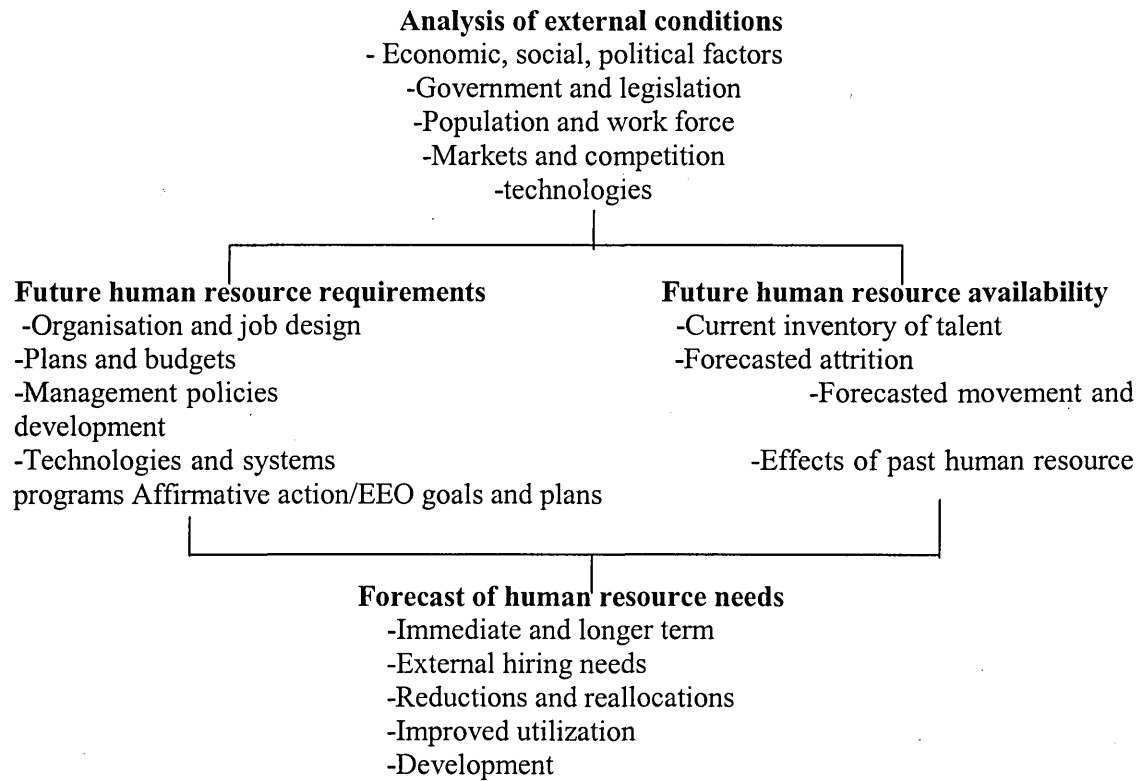 Analysis of external conditions
- Economic, social, political factors
-Government and legislation
-Population and work force
-Markets and competition
-technologies
Future human resource requirements
-Organisation and job design
-Plans and budgets
-Management policies
development
-Technologies and systems
programs Affirmative action/EEO goals and plans
Future human resource availability
-Current inventory of talent
-Forecasted attrition
-Forecasted movement and
-Effects of past human resource
Forecast of human resource needs
-Immediate and longer term
-External hiring needs
-Reductions and reallocations
-Improved utilization
-Development